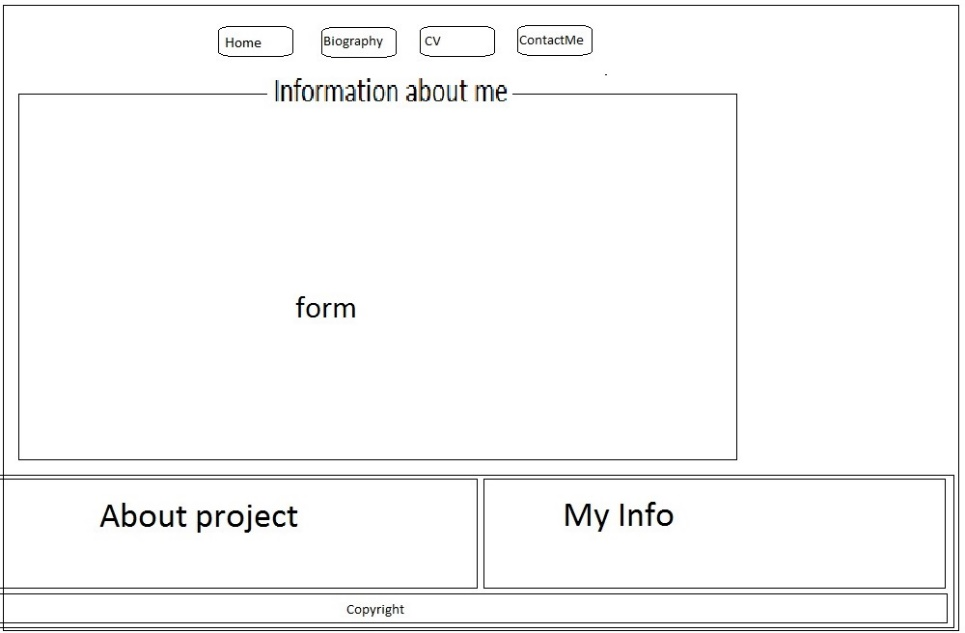 Home Biography CV ContactMe
Information about me
form
About project My Info
Copyright